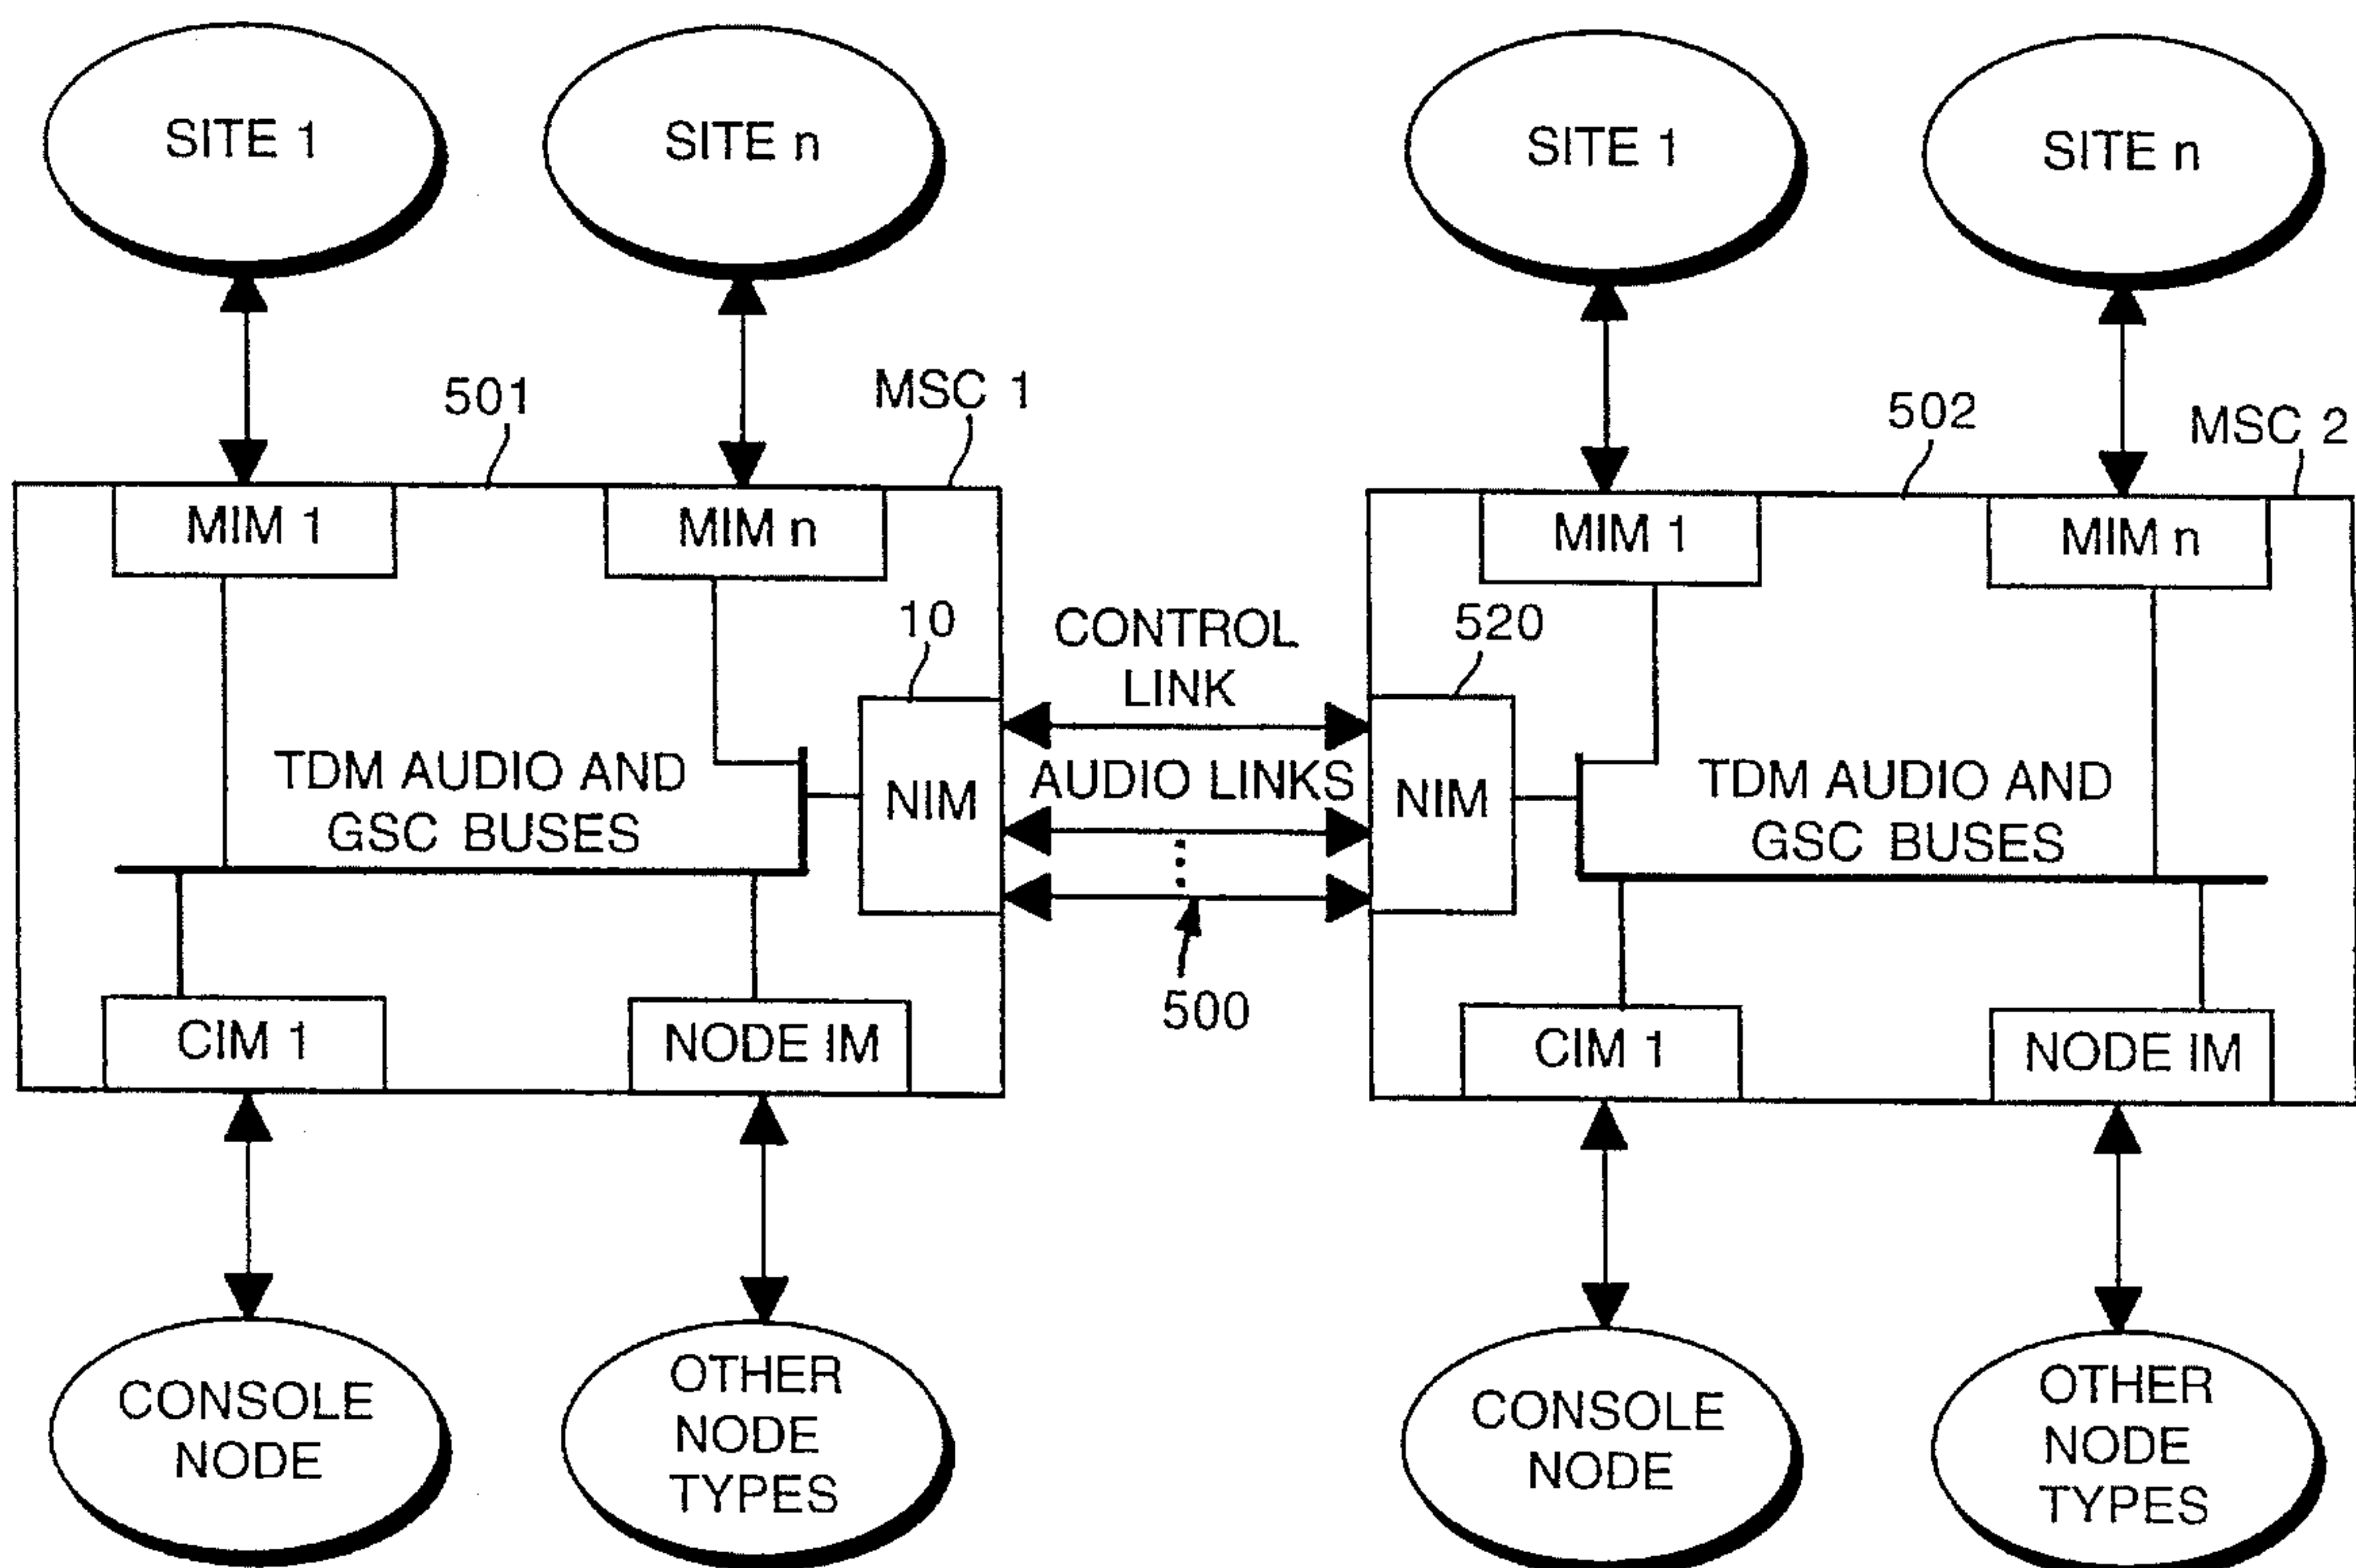 SITE 1
SITE n
SITE 1
SITE n
501
MSC 1
502
MSC 2
MIM 1
MIM n
MIM 1
MIM n
10
CONTROL
LINK
520
TDM AUDIO AND
GSC BUSES
NIM
AUDIO LINKS
NIM
TDM AUDIO AND
GSC BUSES
500
CIM 1
NODE IM
CIM 1
NODE IM
CONSOLE
NODE
OTHER
NODE
TYPES
CONSOLE
NODE
OTHER
NODE
TYPES